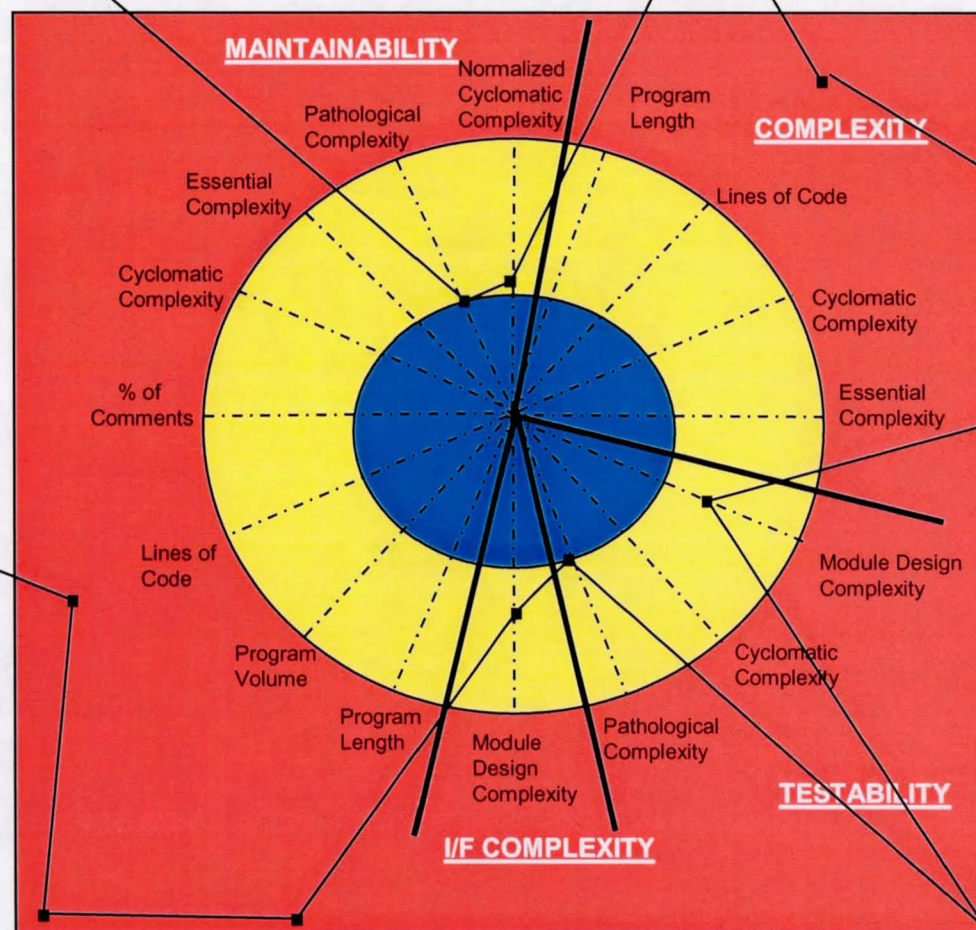 MAINTAINABILITY
Normalized
Cyclomatic
Complexity
Program
Length
COMPLEXITY
Pathological
Complexity
Essential
Complexity
Lines of Code
Cyclomatic
Complexity
Cyclomatic
Complexity
% of
Comments
Essential
Complexity
Lines of
Code
Module Design
Complexity
Program
Volume
Cyclomatic
Complexity
Program
Length
Module
Design
Complexity
Pathological
Complexity
TESTABILITY
I/F COMPLEXITY